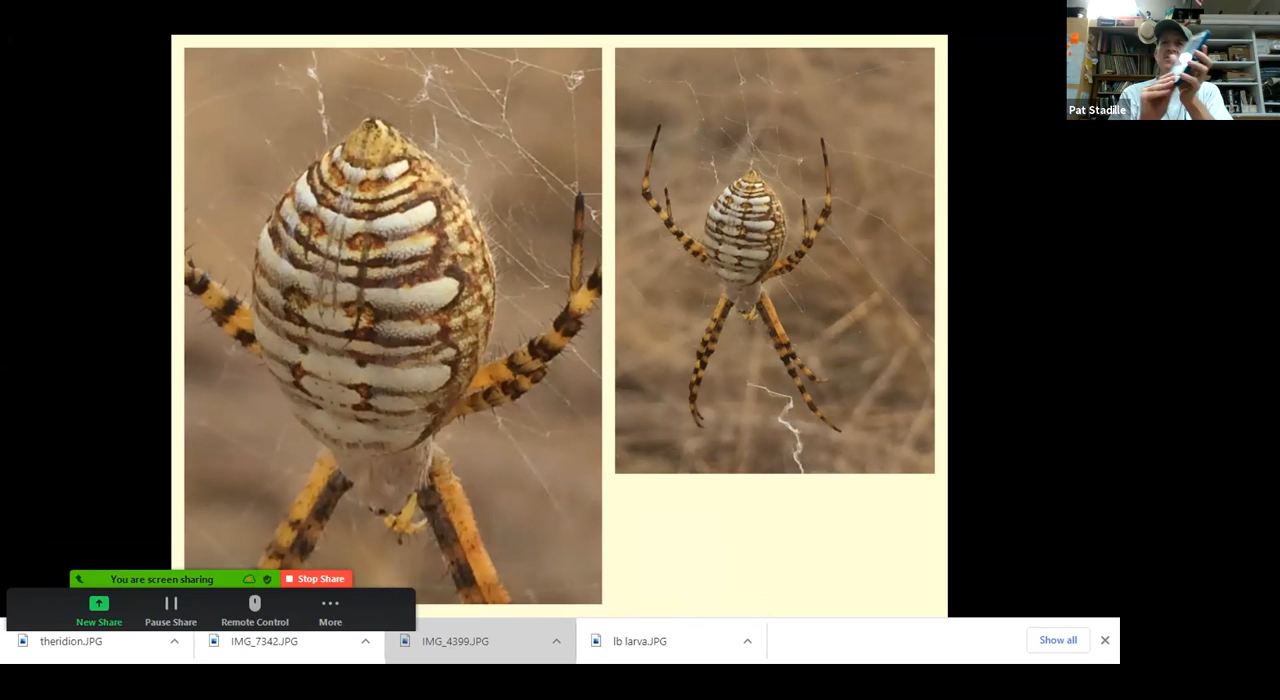 Pat Stadille
You are screen sharing
Stop Share
New Share
Pause Share
Remote Control
More
theridion.JPG
IMG_7342.JPG
IMG_4399.JPG
lb larva.JPG
Show all